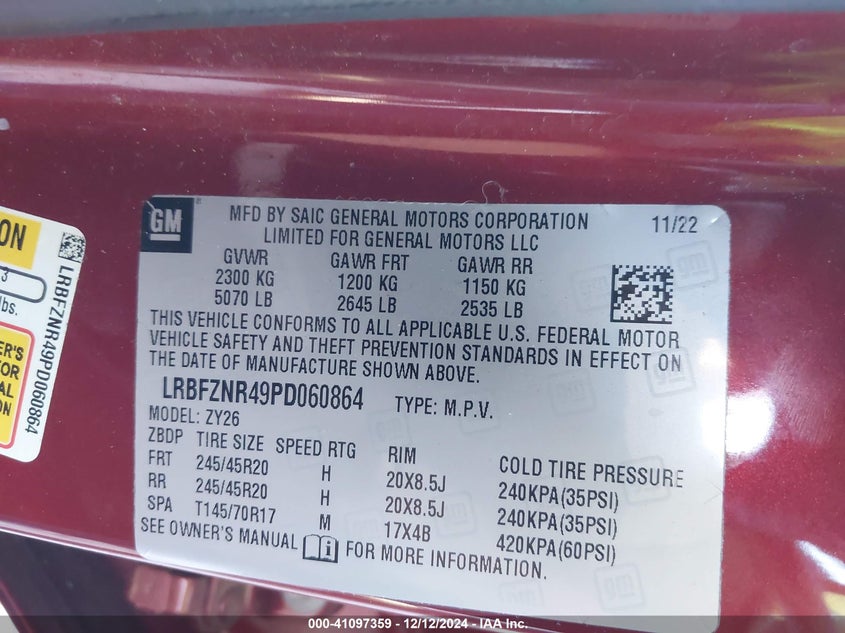 GM
MFD BY SAIC GENERAL MOTORS CORPORATION 11/22
LIMITED FOR GENERAL MOTORS LLC
GVWR GAWR FRT GAWR RR
2300 KG 1200 KG 1150 KG
5070 LB 2645 LB 2535 LB
THIS VEHICLE CONFORMS TO ALL APPLICABLE U.S. FEDERAL MOTOR
VEHICLE SAFETY AND THEFT PREVENTION STANDARDS IN EFFECT ON
THE DATE OF MANUFACTURE SHOWN ABOVE.
LRBFZNR49PD060864 TYPE: M.P.V.
MODEL: ZY26
ZBDP TIRE SIZE SPEED RTG RIM COLD TIRE PRESSURE
FRT 245/45R20 H 20X8.5J 240KPA(35PSI)
RR 245/45R20 H 20X8.5J 240KPA(35PSI)
SPA T145/70R17 M 17X4B 420KPA(60PSI)
SEE OWNER'S MANUAL FOR MORE INFORMATION.
3
lbs.
LRBFZNR49PD060864
000-41097359 - 12/12/2024 - IAA Inc.